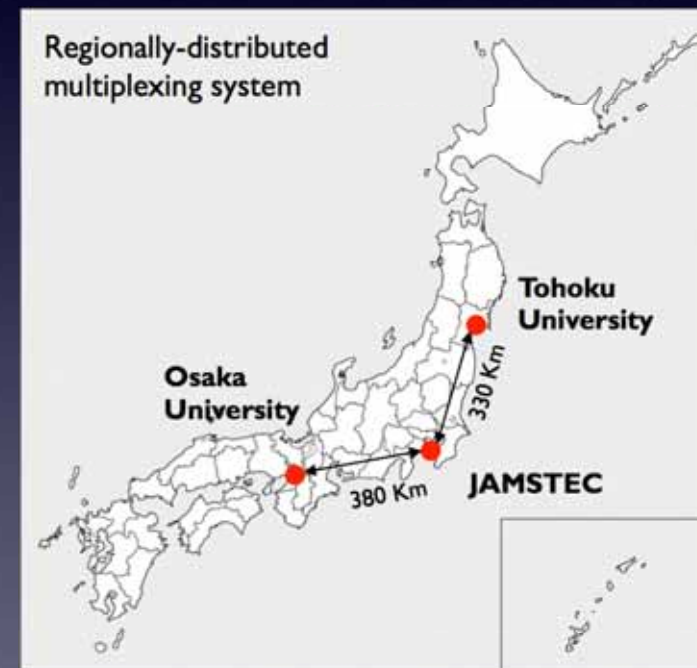 Regionally-distributed
multiplexing system
Tohoku
University
330 Km
Osaka
University
380 Km
JAMSTEC